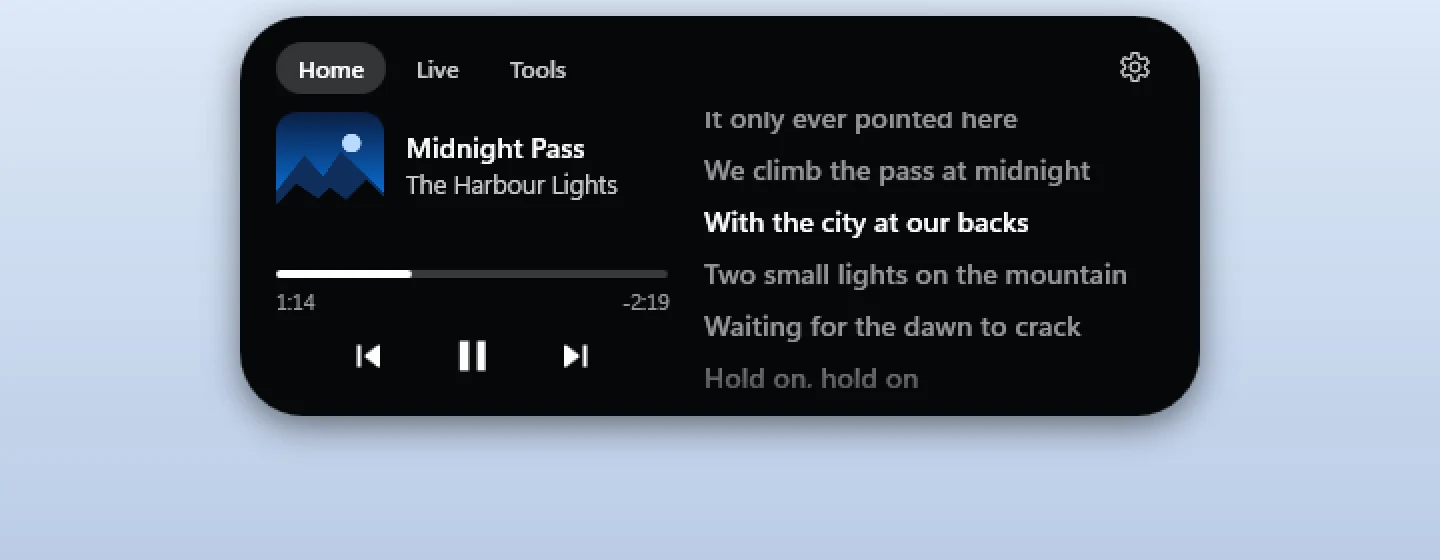 Home Live Tools
Midnight Pass
The Harbour Lights
1:14 -2:19
It only ever pointed here
We climb the pass at midnight
With the city at our backs
Two small lights on the mountain
Waiting for the dawn to crack
Hold on, hold on